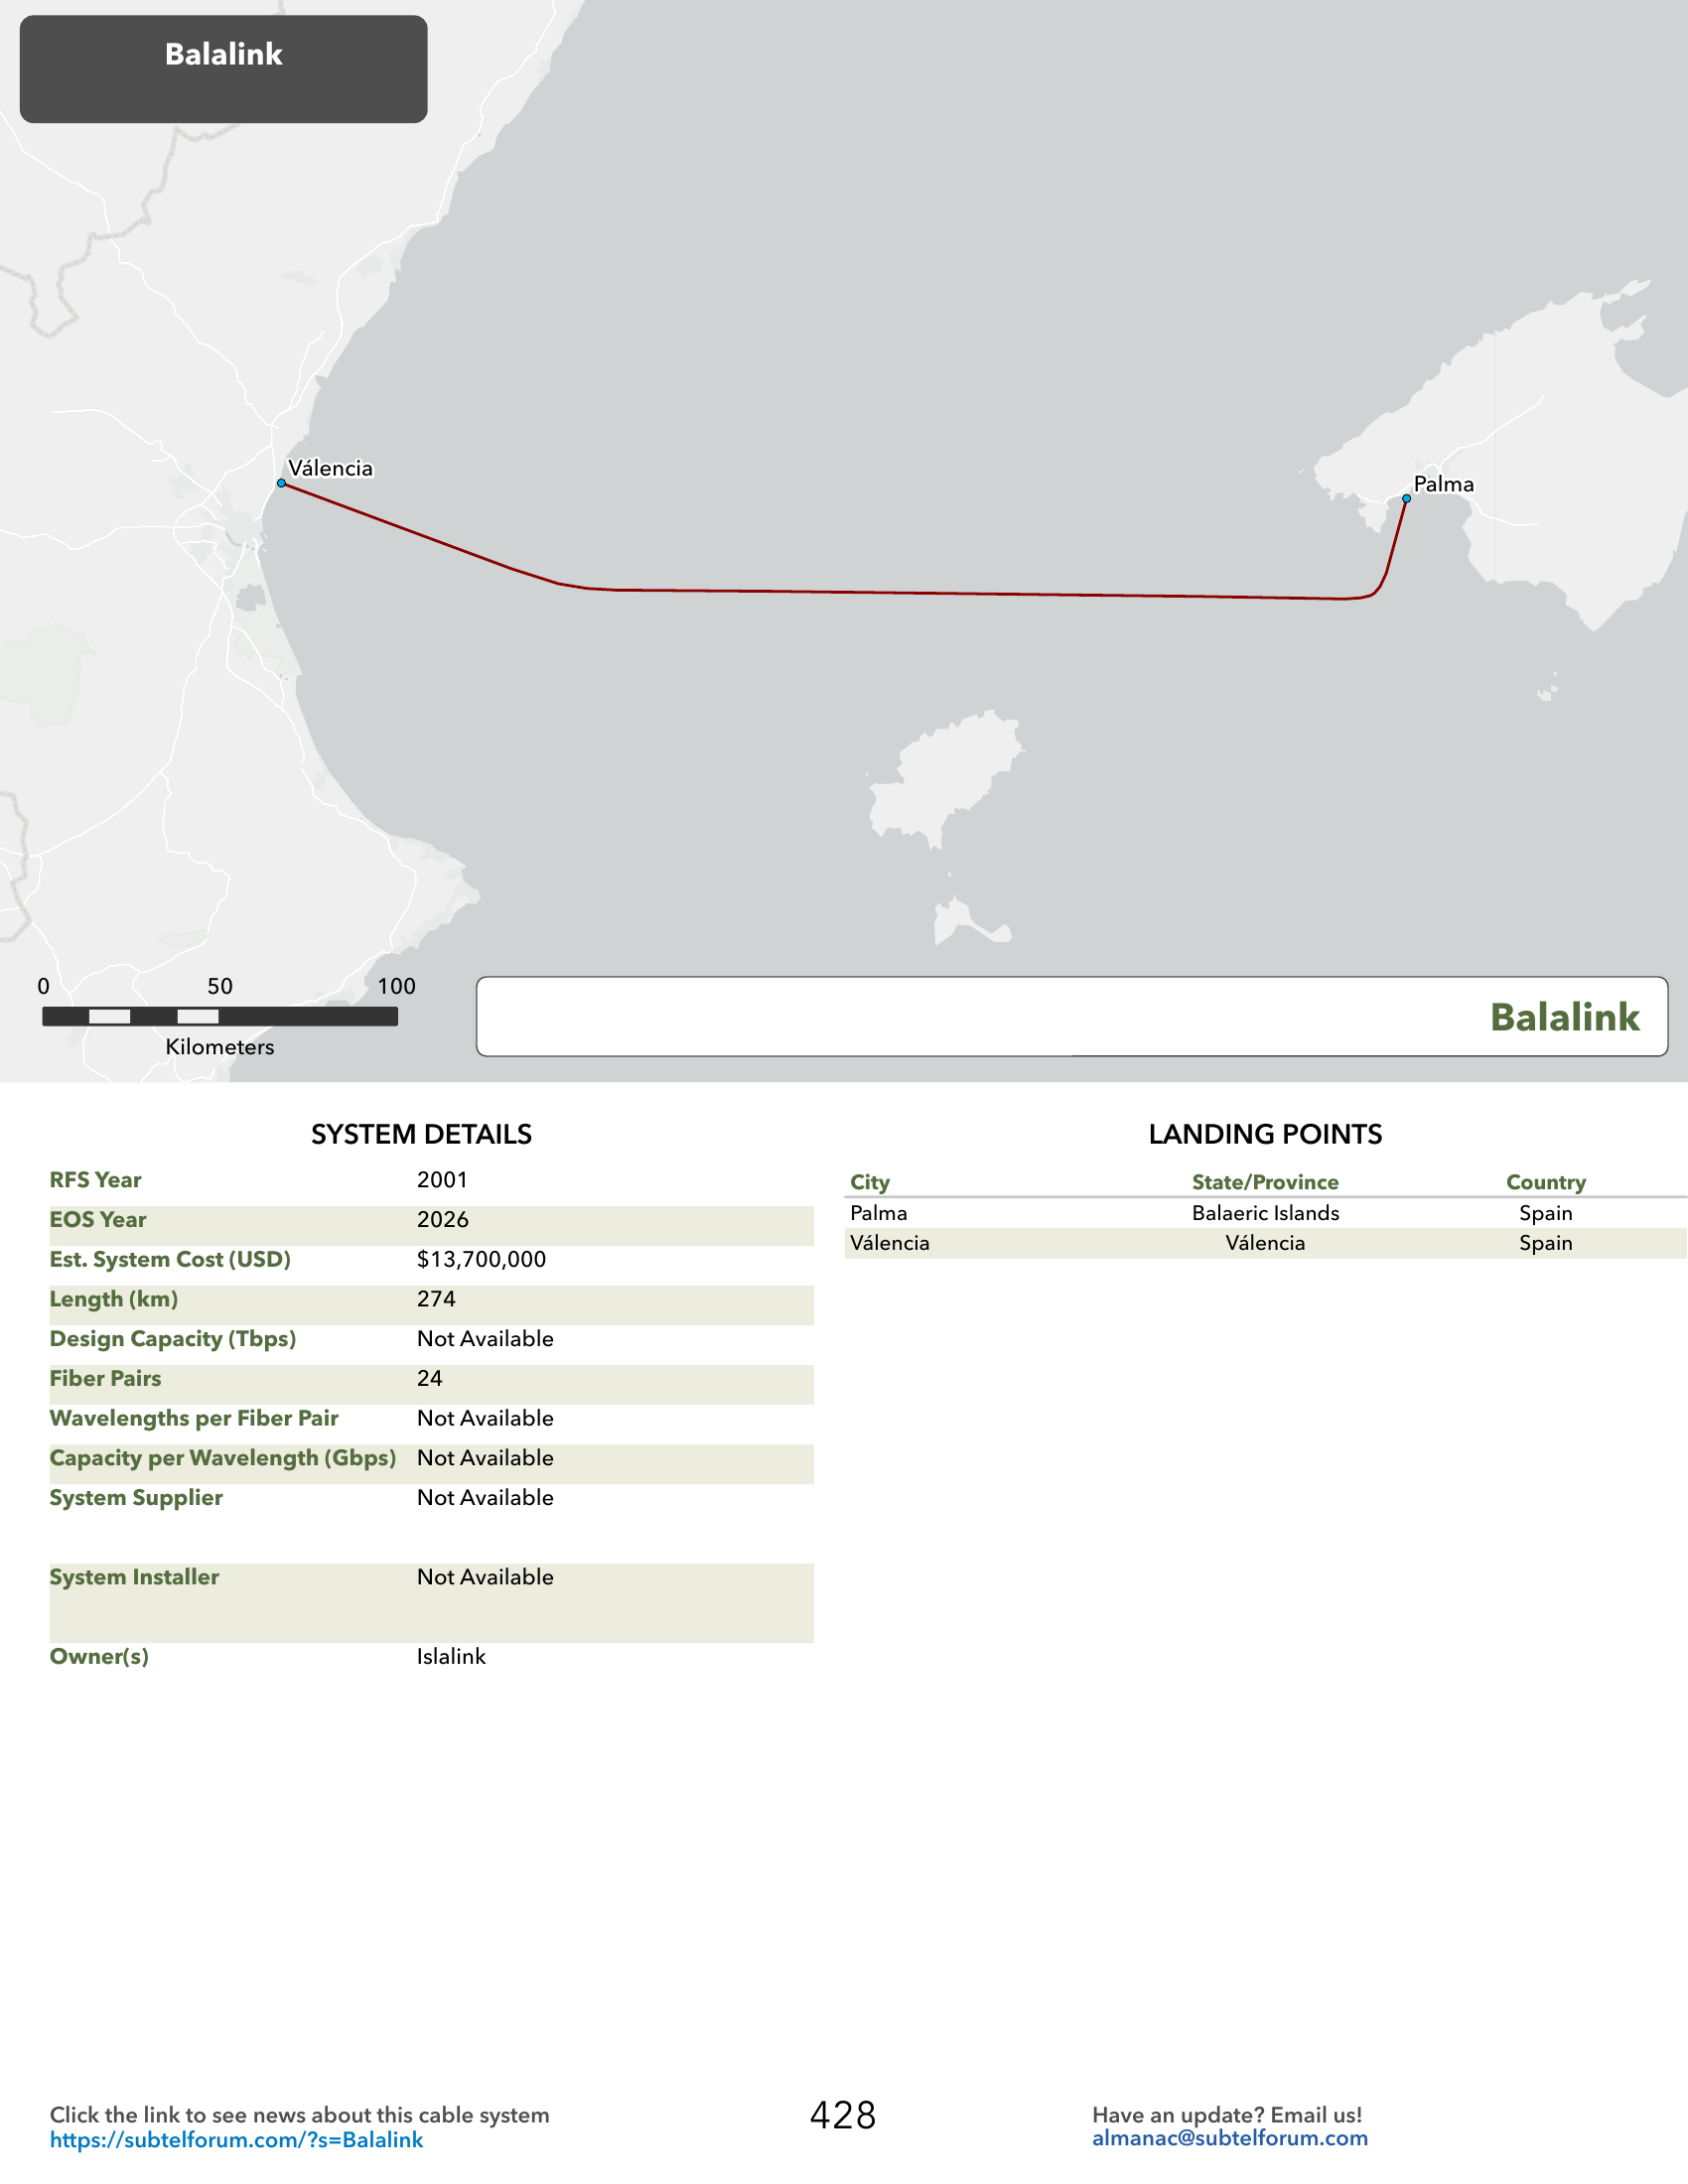 Balalink
Válencia
Palma
0 50 100
Kilometers
Balalink
SYSTEM DETAILS
RFS Year 2001
EOS Year 2026
Est. System Cost (USD) $13,700,000
Length (km) 274
Design Capacity (Tbps) Not Available
Fiber Pairs 24
Wavelengths per Fiber Pair Not Available
Capacity per Wavelength (Gbps) Not Available
System Supplier Not Available
System Installer Not Available
Owner(s) Islalink
LANDING POINTS
City State/Province Country
Palma Balaeric Islands Spain
Válencia Válencia Spain
Click the link to see news about this cable system
https://subtelforum.com/?s=Balalink
428
Have an update? Email us!
almanac@subtelforum.com